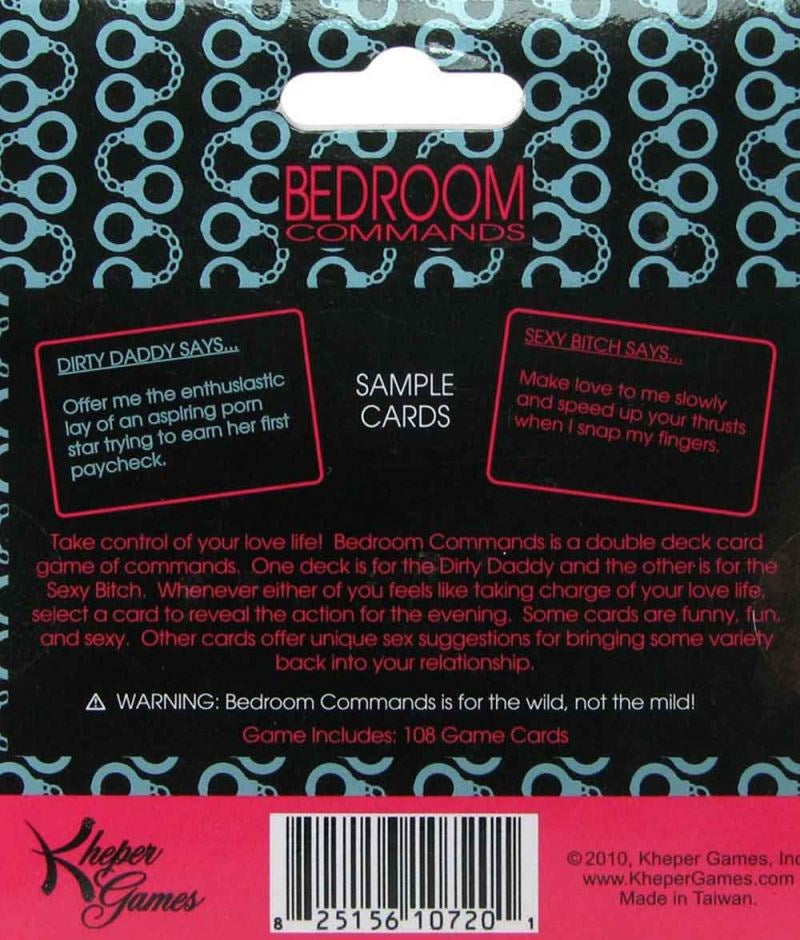 BEDROOM
COMMANDS
DIRTY DADDY SAYS...
Offer me the enthusiastic
lay of an aspiring porn
star trying to earn her first
paycheck.
SAMPLE
CARDS
SEXY BITCH SAYS...
Make love to me slowly
and speed up your thrusts
when I snap my fingers.
Take control of your love life! Bedroom Commands is a double deck card
game of commands. One deck is for the Dirty Daddy and the other is for the
Sexy Bitch. Whenever either of you feels like taking charge of your love life,
select a card to reveal the action for the evening. Some cards are funny, fun,
and sexy. Other cards offer unique sex suggestions for bringing some variety
back into your relationship.
⚠ WARNING: Bedroom Commands is for the wild, not the mild!
Game Includes: 108 Game Cards
Kheper
Games
8 25156 10720 1
©2010, Kheper Games, Inc
www.KheperGames.com
Made in Taiwan.